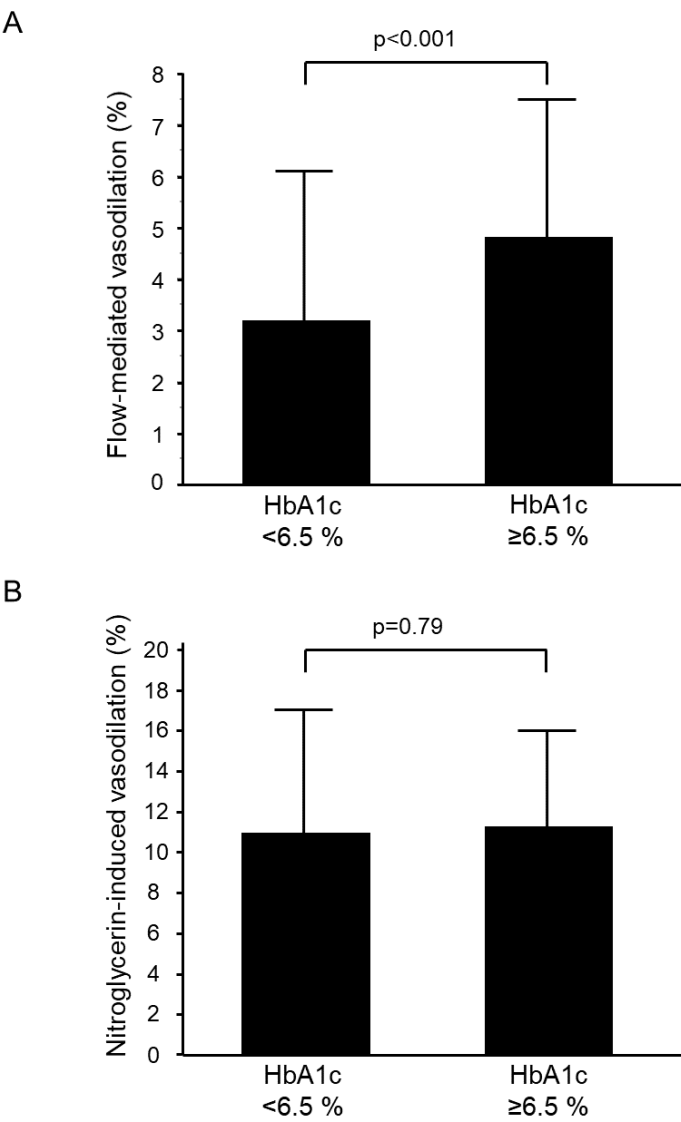 A
p<0.001
Flow-mediated vasodilation (%)
8
7
6
5
4
3
2
1
0
HbA1c
<6.5 %
HbA1c
≥6.5 %
B
p=0.79
Nitroglycerin-induced vasodilation (%)
20
18
16
14
12
10
8
6
4
2
0
HbA1c
<6.5 %
HbA1c
≥6.5 %